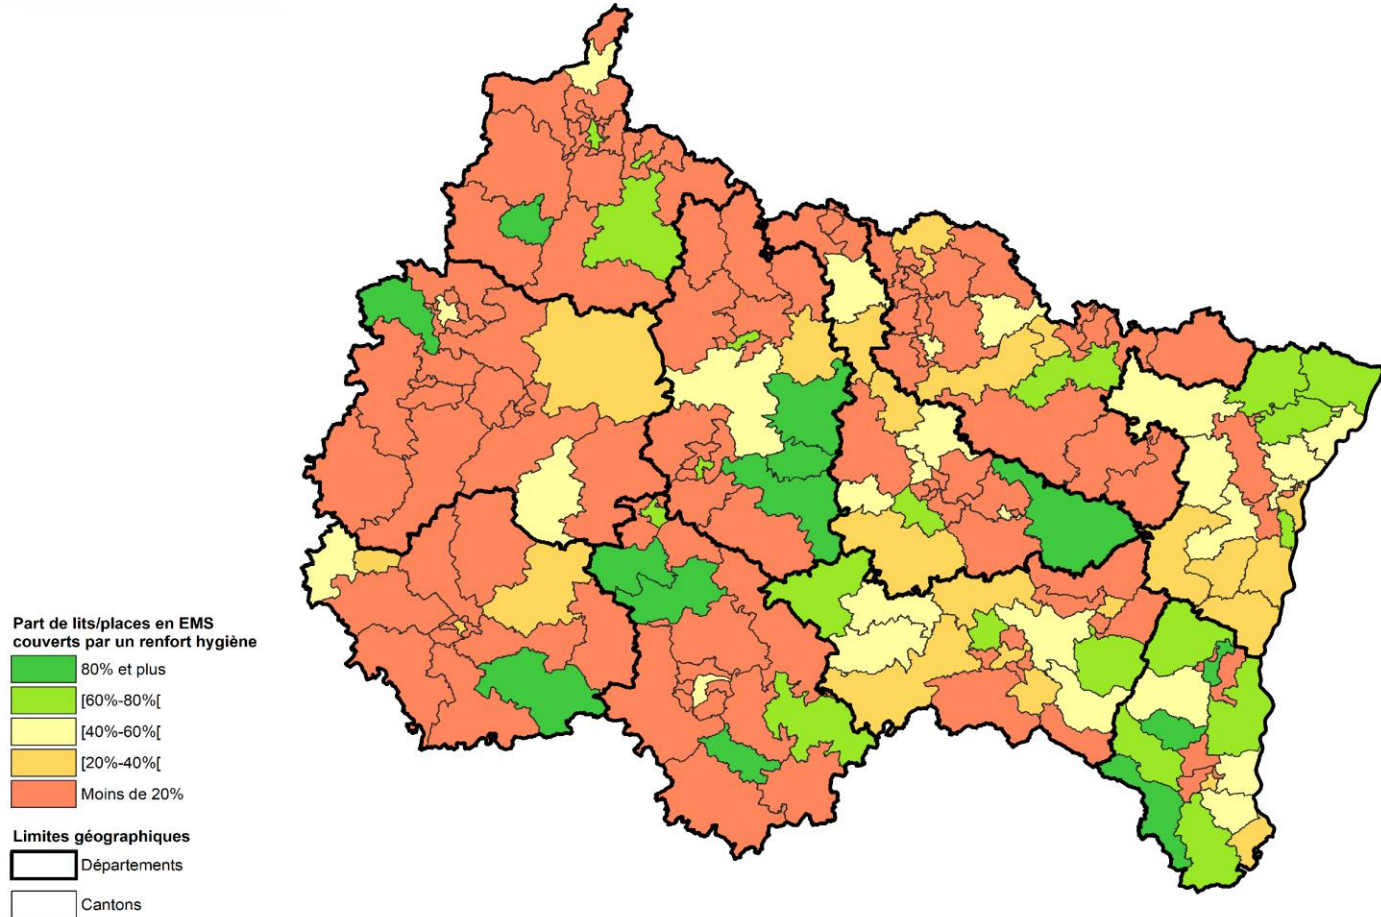 Part de lits/places en EMS
couverts par un renfort hygiène
80% et plus
[60%-80%[
[40%-60%[
[20%-40%[
Moins de 20%
Limites géographiques
Départements
Cantons